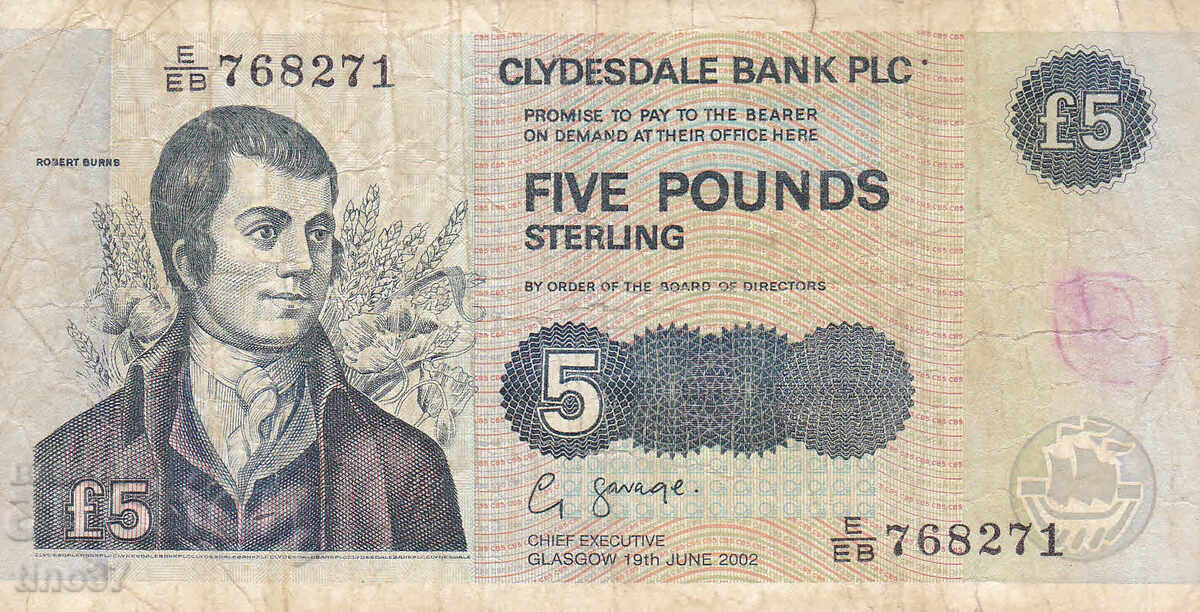 E/EB 768271
CLYDESDALE BANK PLC
PROMISE TO PAY TO THE BEARER
ON DEMAND AT THEIR OFFICE HERE
£5
ROBERT BURNS
FIVE POUNDS
STERLING
BY ORDER OF THE BOARD OF DIRECTORS
5
G Savage.
£5
CHIEF EXECUTIVE
GLASGOW 19th JUNE 2002
E/EB 768271
tino37